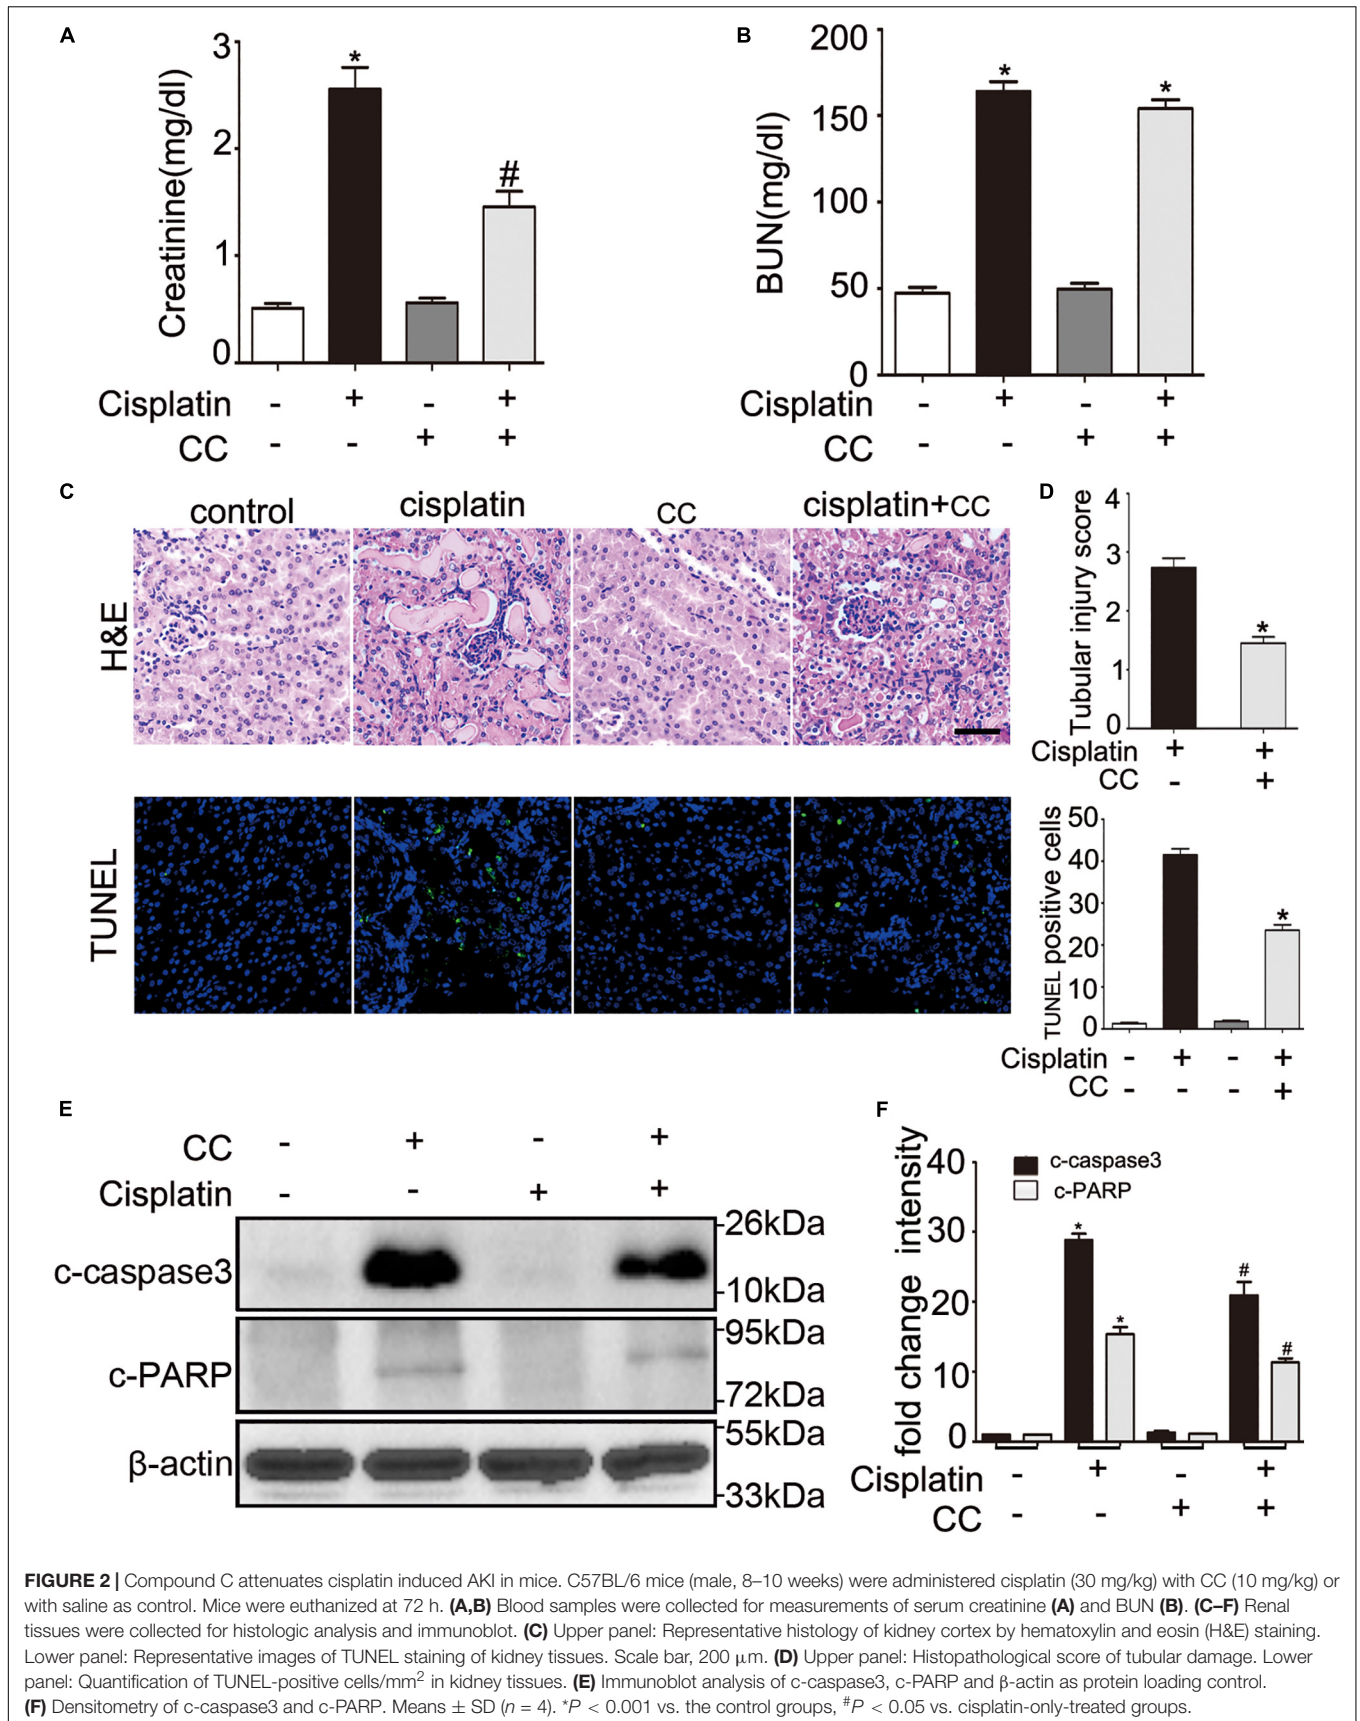 A
3
2
1
0
Creatinine(mg/dl)
*
#
Cisplatin - + - +
CC - - + +
B
200
150
100
50
0
BUN(mg/dl)
*
*
Cisplatin - + - +
CC - - + +
C
control cisplatin CC cisplatin+CC
H&E
TUNEL
D
4
3
2
1
0
Tubular injury score
*
Cisplatin + +
CC - +
50
40
30
20
10
0
TUNEL positive cells
*
Cisplatin - + - +
CC - - - +
E
CC - + - +
Cisplatin - - + +
c-caspase3
26kDa
10kDa
c-PARP
95kDa
72kDa
β-actin
55kDa
33kDa
F
40
30
20
10
0
fold change intensity
c-caspase3
c-PARP
*
*
#
#
Cisplatin - + - +
CC - - + +
FIGURE 2 | Compound C attenuates cisplatin induced AKI in mice. C57BL/6 mice (male, 8–10 weeks) were administered cisplatin (30 mg/kg) with CC (10 mg/kg) or
with saline as control. Mice were euthanized at 72 h. (A,B) Blood samples were collected for measurements of serum creatinine (A) and BUN (B). (C–F) Renal
tissues were collected for histologic analysis and immunoblot. (C) Upper panel: Representative histology of kidney cortex by hematoxylin and eosin (H&E) staining.
Lower panel: Representative images of TUNEL staining of kidney tissues. Scale bar, 200 μm. (D) Upper panel: Histopathological score of tubular damage. Lower
panel: Quantification of TUNEL-positive cells/mm² in kidney tissues. (E) Immunoblot analysis of c-caspase3, c-PARP and β-actin as protein loading control.
(F) Densitometry of c-caspase3 and c-PARP. Means ± SD (n = 4). *P < 0.001 vs. the control groups, #P < 0.05 vs. cisplatin-only-treated groups.